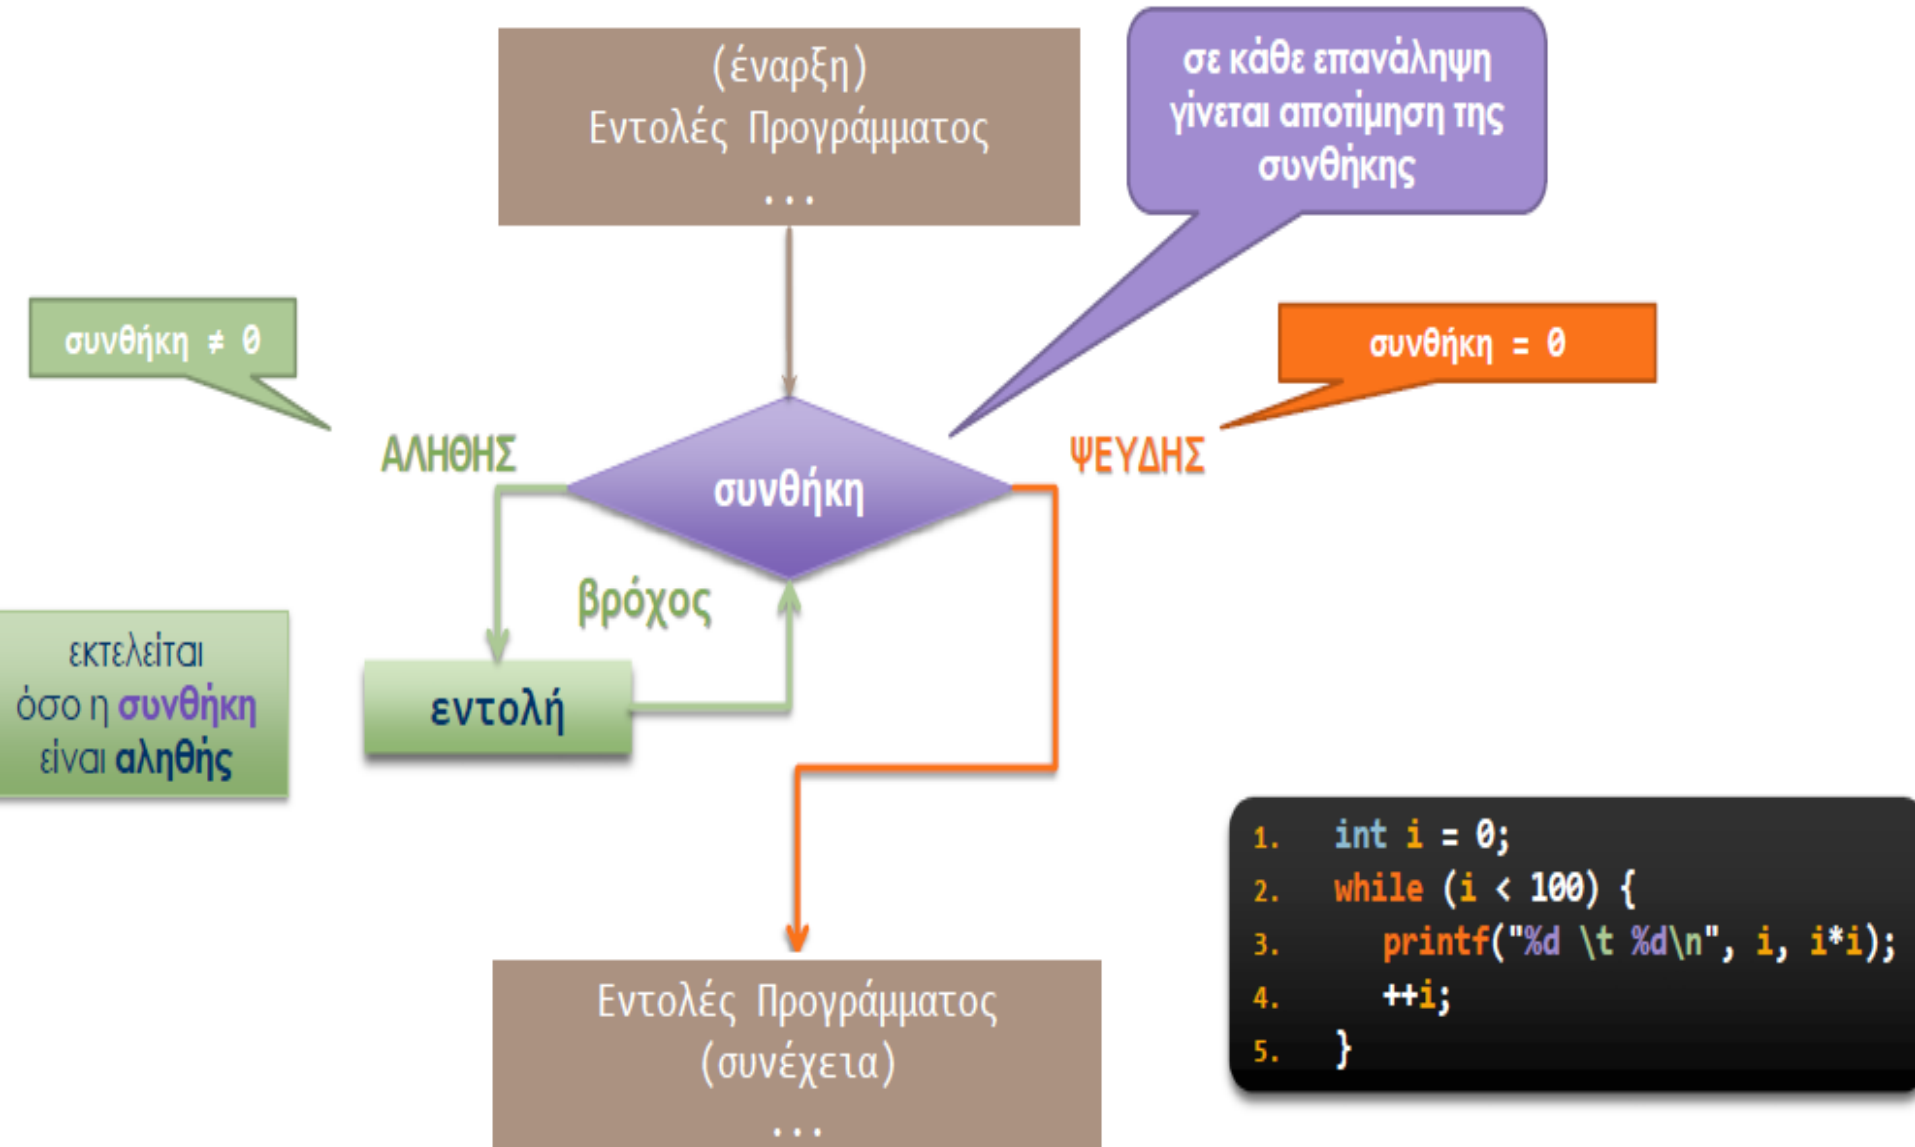 (έναρξη)
Εντολές Προγράμματος
...
σε κάθε επανάληψη
γίνεται αποτίμηση της
συνθήκης
συνθήκη ≠ 0
συνθήκη = 0
ΑΛΗΘΗΣ
ΨΕΥΔΗΣ
συνθήκη
βρόχος
εκτελείται
όσο η συνθήκη
είναι αληθής
εντολή
Εντολές Προγράμματος
(συνέχεια)
...
1. int i = 0;
2. while (i < 100) {
3. printf("%d \t %d\n", i, i*i);
4. ++i;
5. }